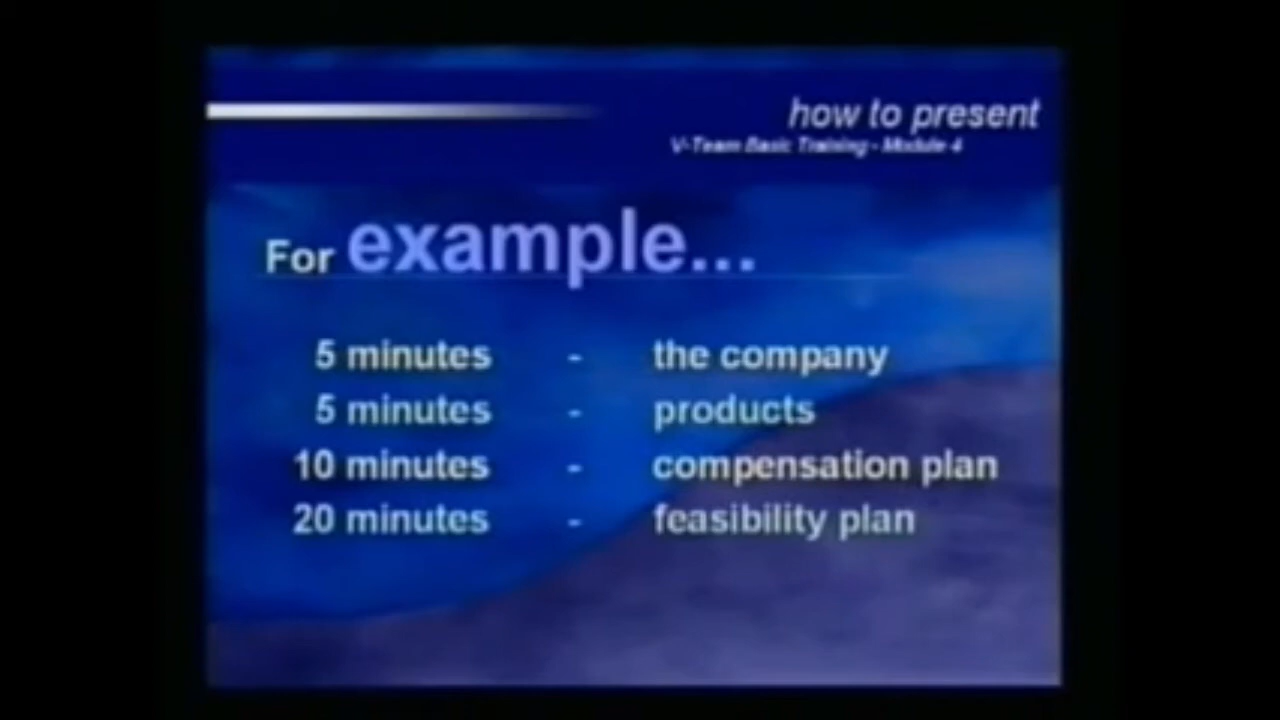 how to present
V-Team Basic Training - Module 4
For example...
5 minutes - the company
5 minutes - products
10 minutes - compensation plan
20 minutes - feasibility plan